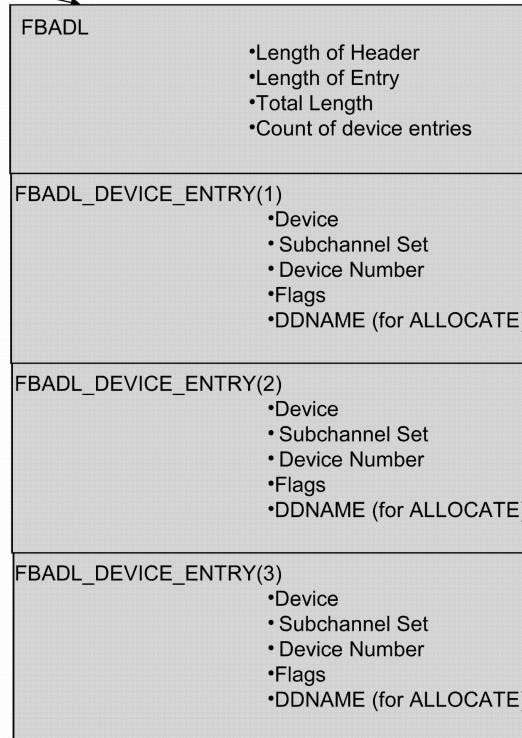 FBADL
•Length of Header
•Length of Entry
•Total Length
•Count of device entries
FBADL_DEVICE_ENTRY(1)
•Device
• Subchannel Set
• Device Number
•Flags
•DDNAME (for ALLOCATE)
FBADL_DEVICE_ENTRY(2)
•Device
• Subchannel Set
• Device Number
•Flags
•DDNAME (for ALLOCATE)
FBADL_DEVICE_ENTRY(3)
•Device
• Subchannel Set
• Device Number
•Flags
•DDNAME (for ALLOCATE)